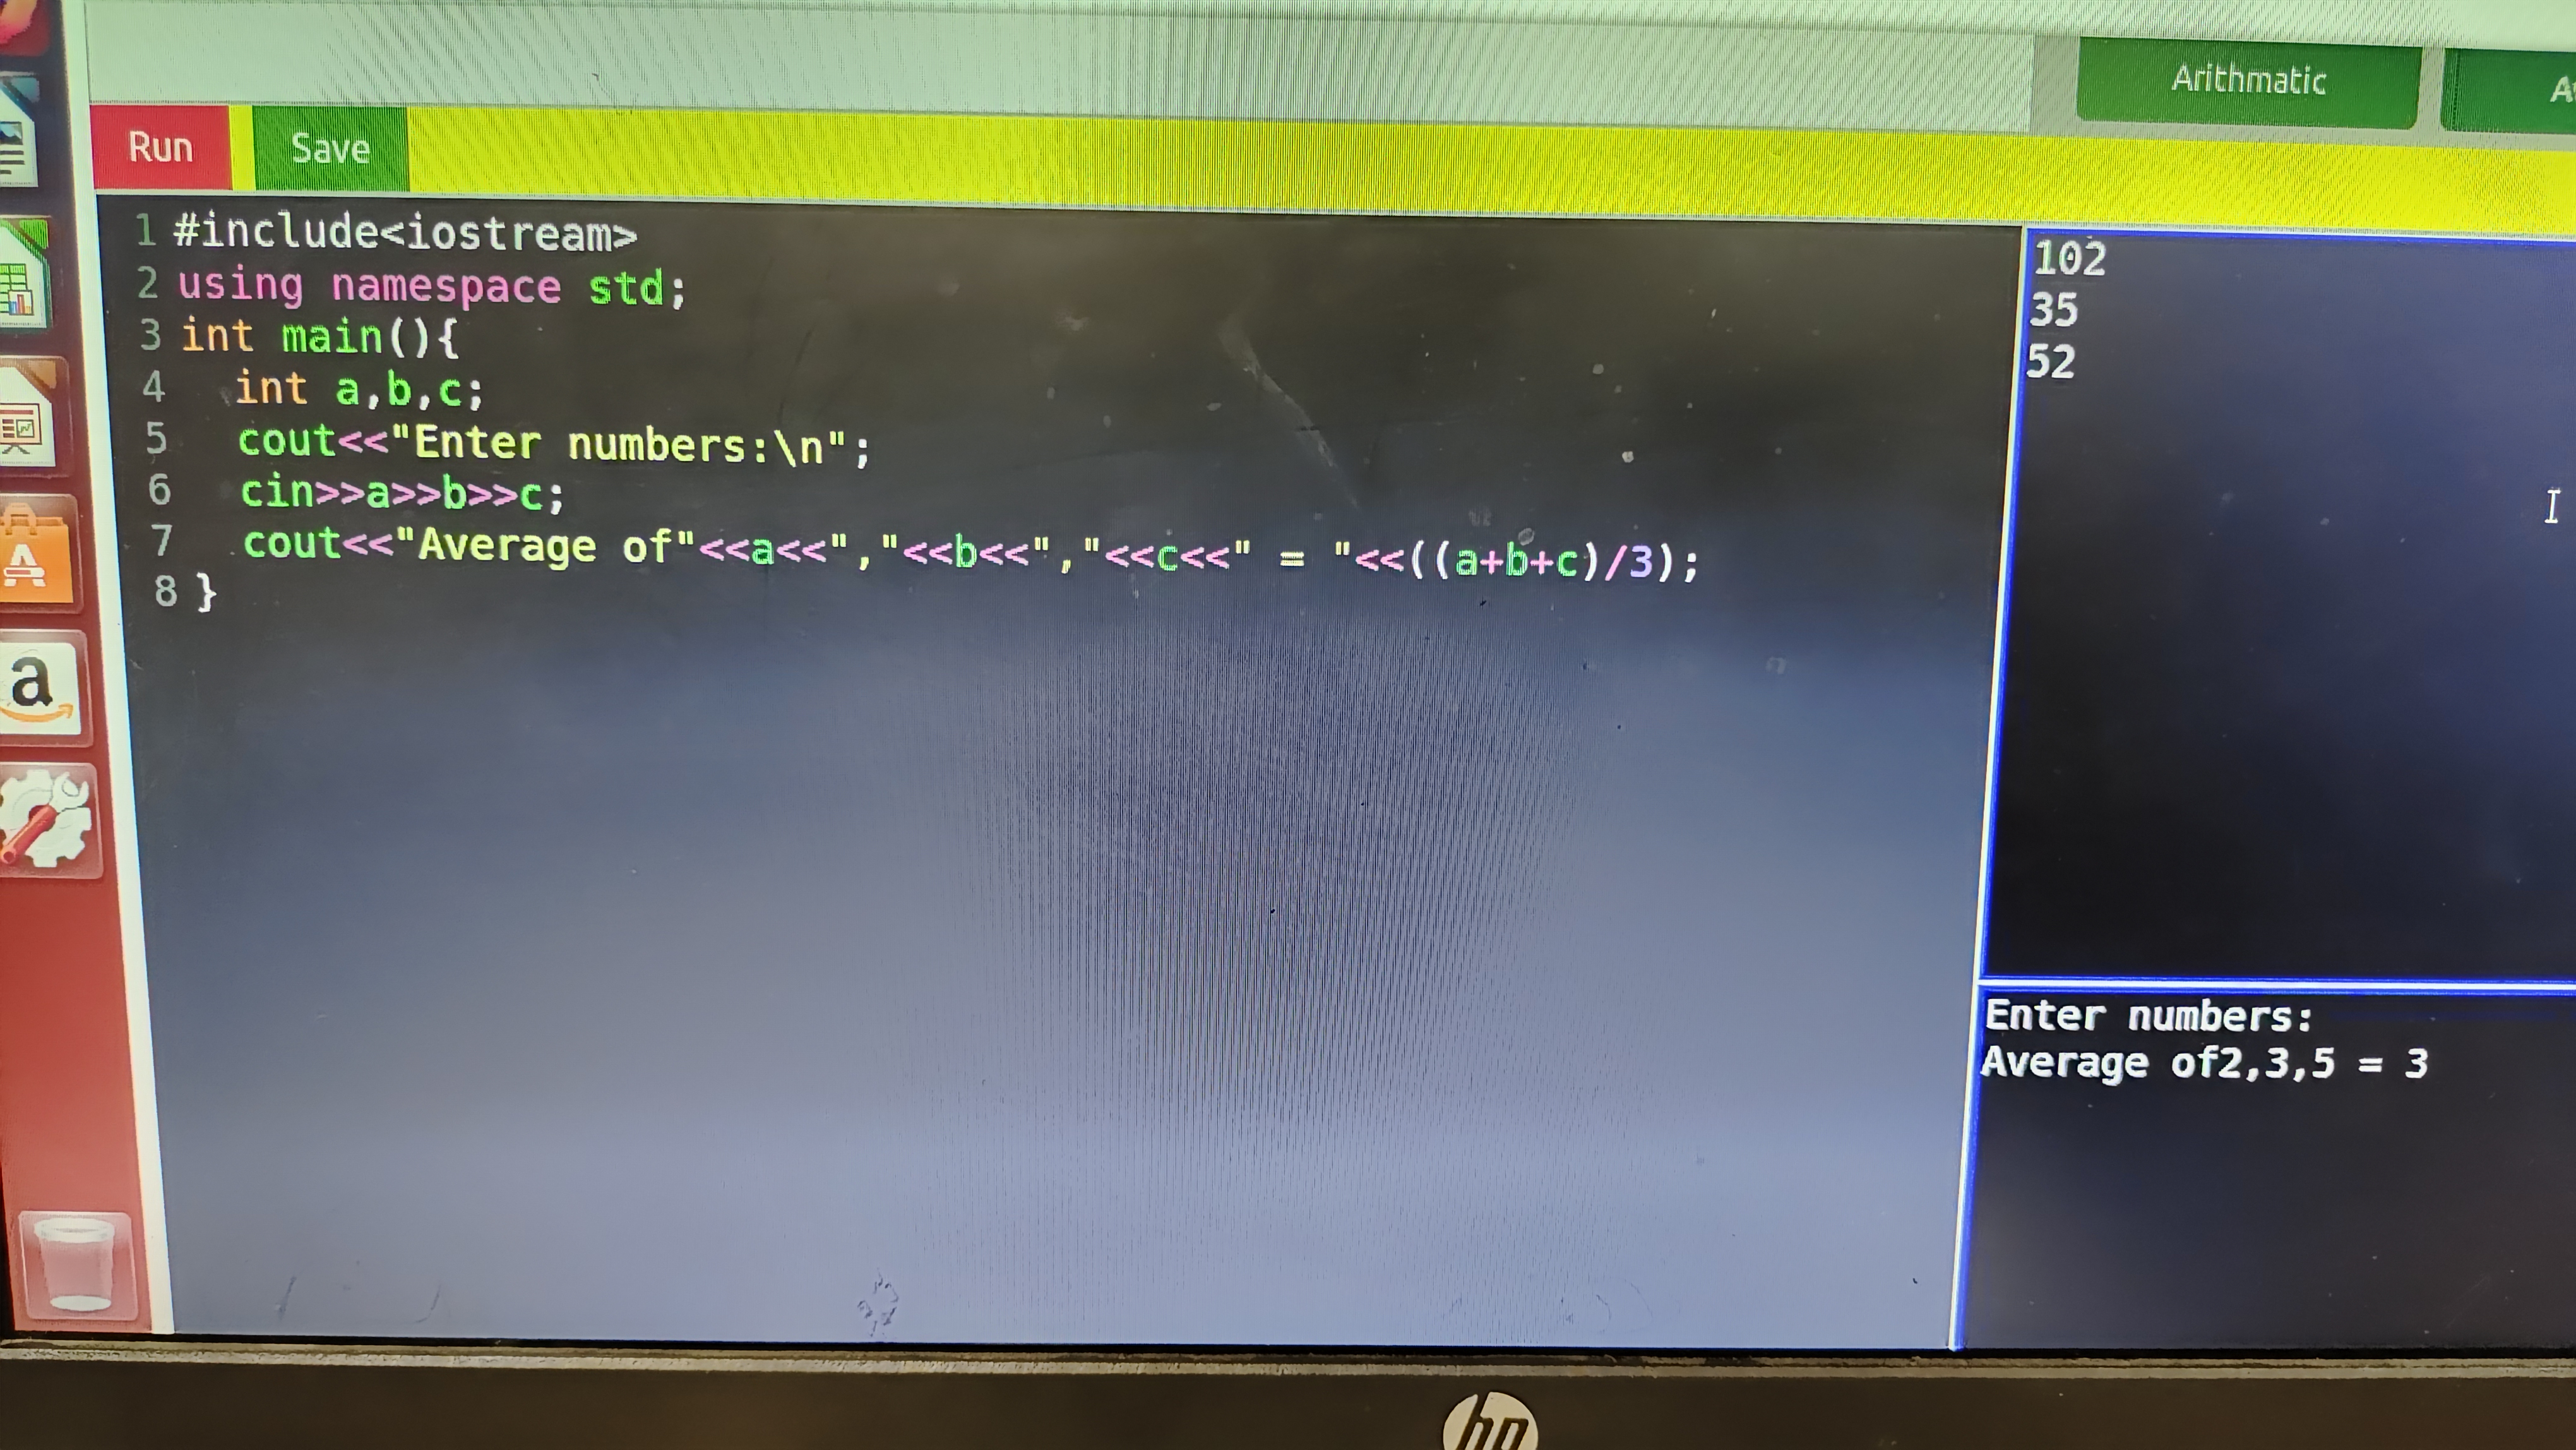 Run Save
Arithmatic
1 #include<iostream>
2 using namespace std;
3 int main(){
4     int a,b,c;
5     cout<<"Enter numbers:\n";
6     cin>>a>>b>>c;
7     cout<<"Average of"<<a<<","<<b<<","<<c<<" = "<<((a+b+c)/3);
8 }
102
35
52
Enter numbers:
Average of2,3,5 = 3
a
hp